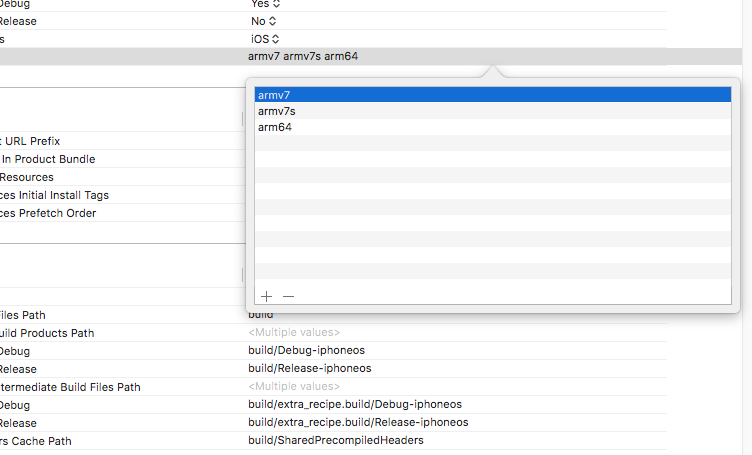 Debug Yes
Release No
s iOS
armv7 armv7s arm64
armv7
armv7s
arm64
t URL Prefix
In Product Bundle
Resources
ces Initial Install Tags
ces Prefetch Order
Files Path build
uild Products Path <Multiple values>
Debug build/Debug-iphoneos
Release build/Release-iphoneos
ntermediate Build Files Path <Multiple values>
Debug build/extra_recipe.build/Debug-iphoneos
Release build/extra_recipe.build/Release-iphoneos
rs Cache Path build/SharedPrecompiledHeaders